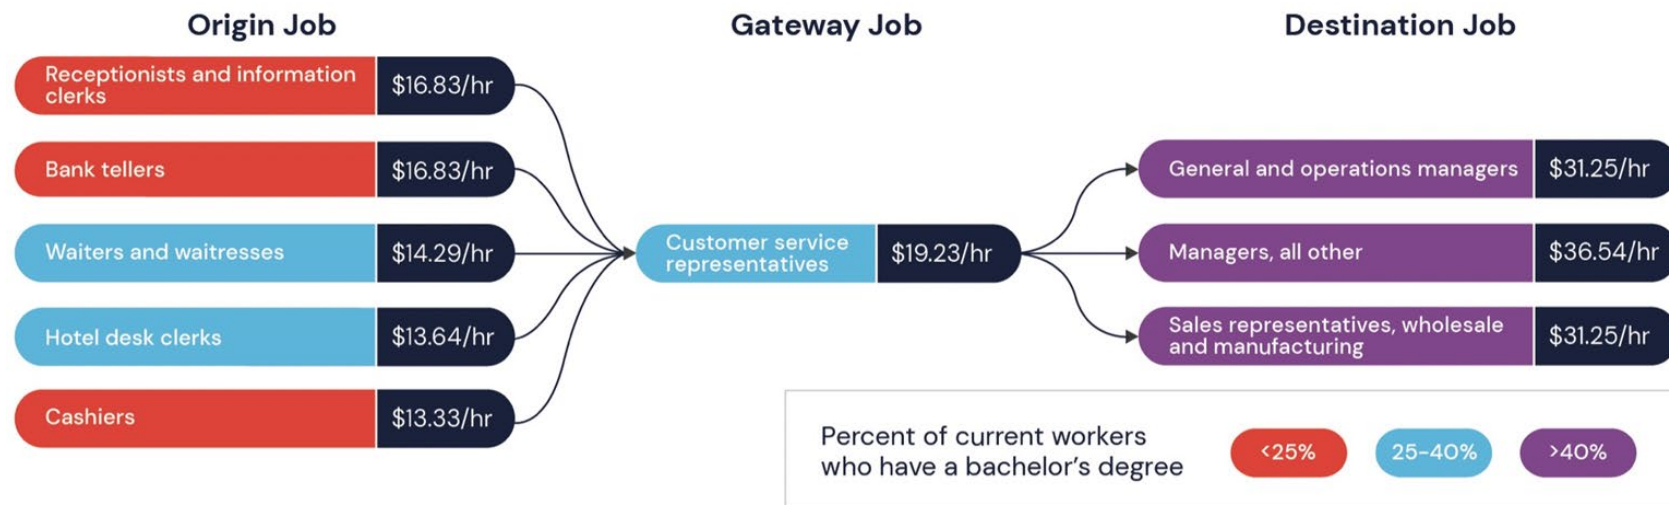 Origin Job
Gateway Job
Destination Job
Receptionists and information
clerks
$16.83/hr
Bank tellers
$16.83/hr
Waiters and waitresses
$14.29/hr
Hotel desk clerks
$13.64/hr
Cashiers
$13.33/hr
Customer service
representatives
$19.23/hr
General and operations managers
$31.25/hr
Managers, all other
$36.54/hr
Sales representatives, wholesale
and manufacturing
$31.25/hr
Percent of current workers
who have a bachelor’s degree
<25%
25-40%
>40%